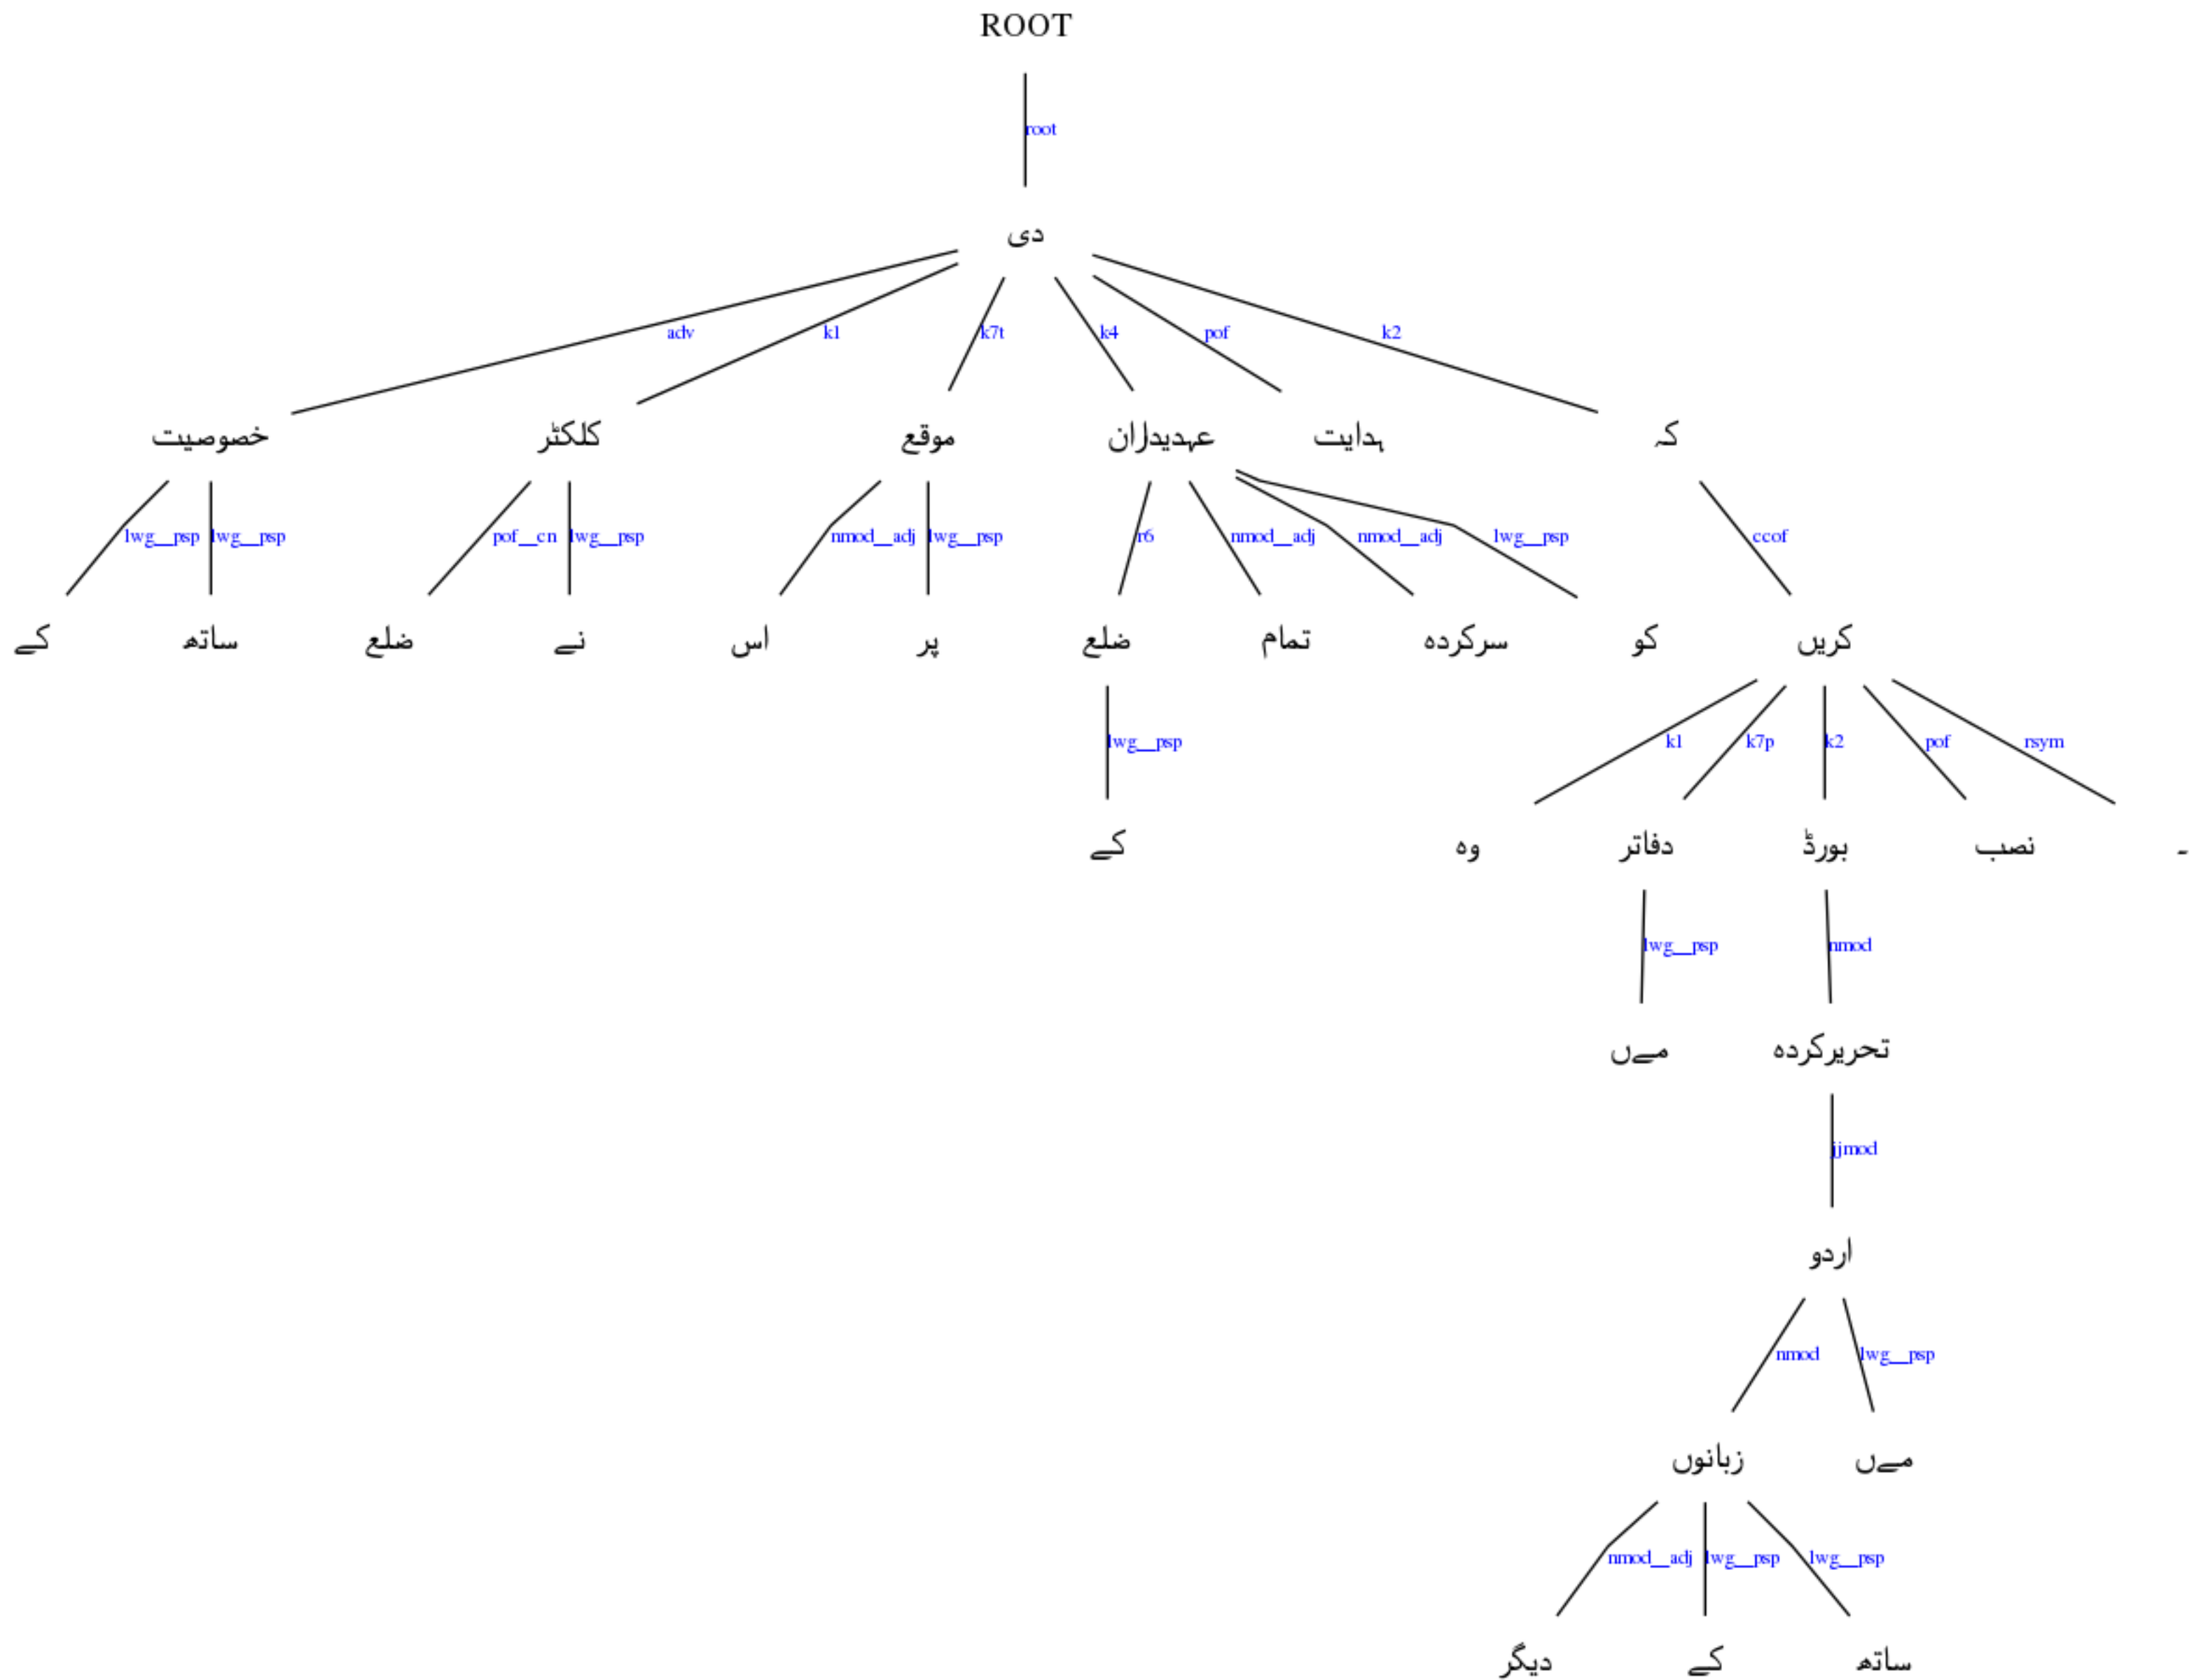 ROOT
root
دی
adv k1 k7t k4 pof k2
خصوصیت کلکٹر موقع عہدیدران ہدایت کہ
lwg__psp lwg__psp pof__cn lwg__psp nmod__adj lwg__psp r6 nmod__adj nmod__adj lwg__psp ccof
کے ساتھ ضلع نے اس پر ضلع تمام سرکردہ کو کریں
lwg__psp k1 k7p k2 pof rsym
کے وہ دفاتر بورڈ نصب ۔
lwg__psp nmod
مےں تحریرکردہ
jjmod
اردو
nmod lwg__psp
زبانوں مےں
nmod__adj lwg__psp lwg__psp
دیگر کے ساتھ